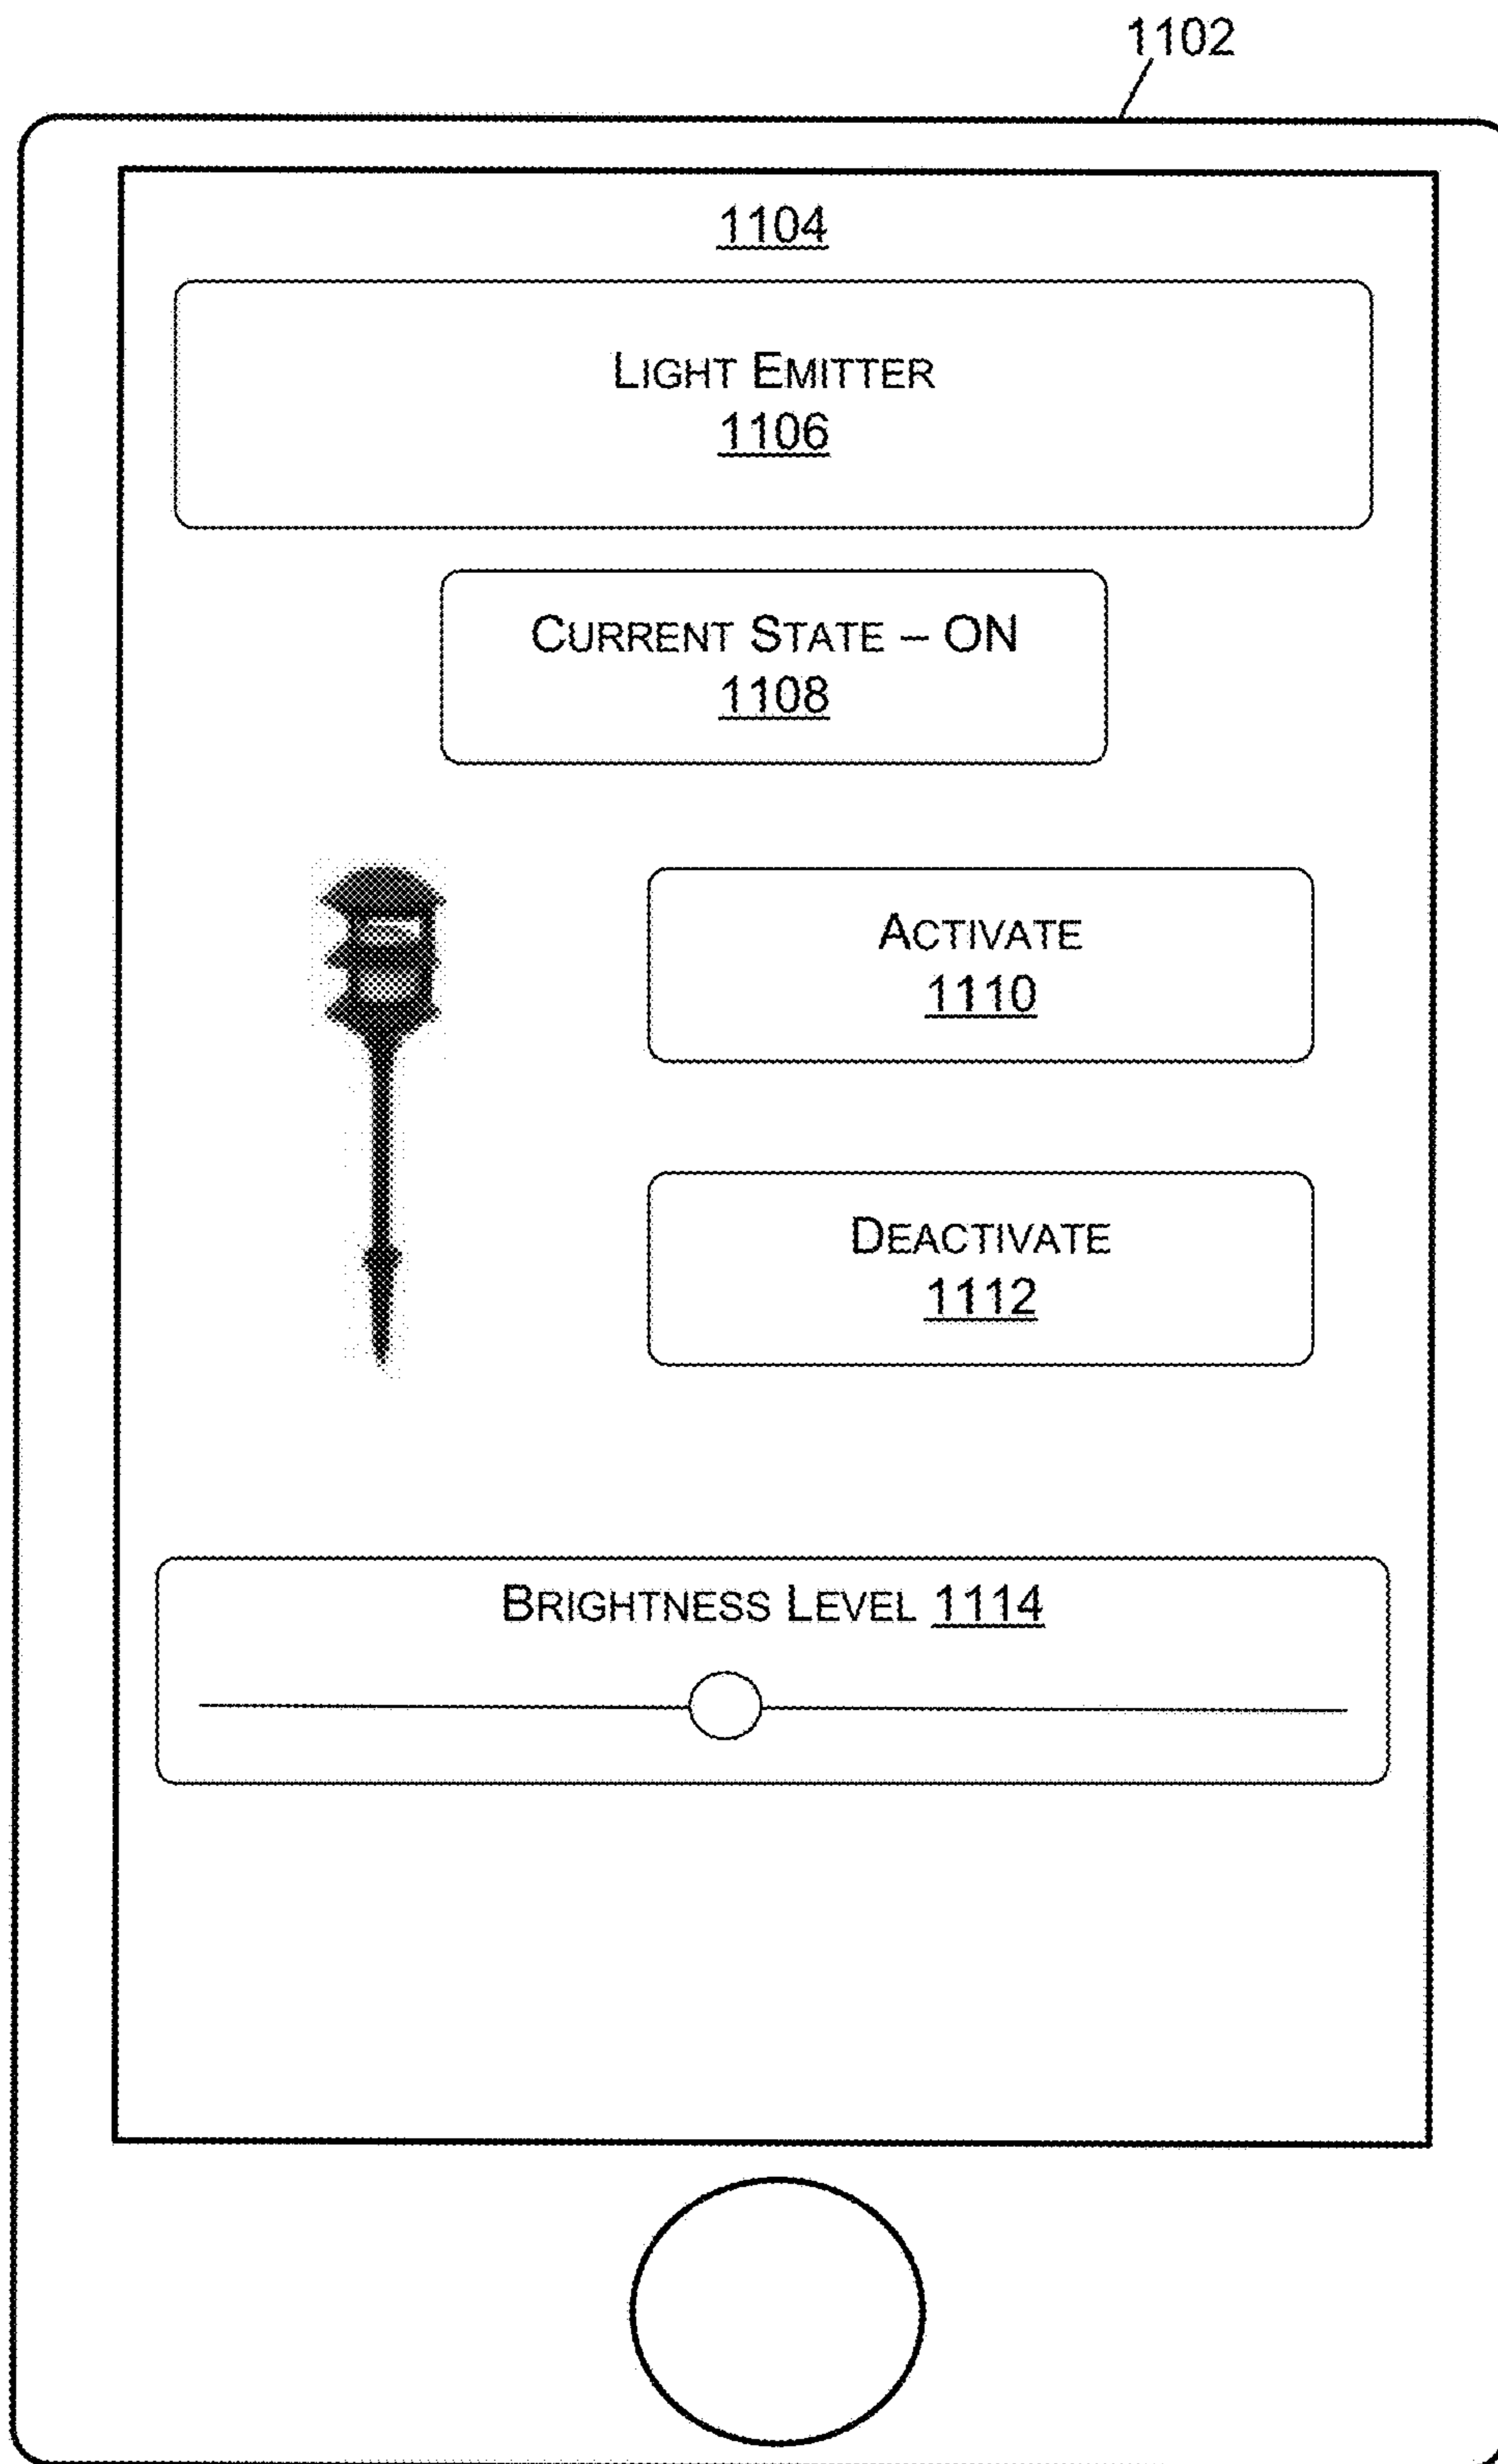 1102
1104
LIGHT EMITTER
1106
CURRENT STATE – ON
1108
ACTIVATE
1110
DEACTIVATE
1112
BRIGHTNESS LEVEL 1114